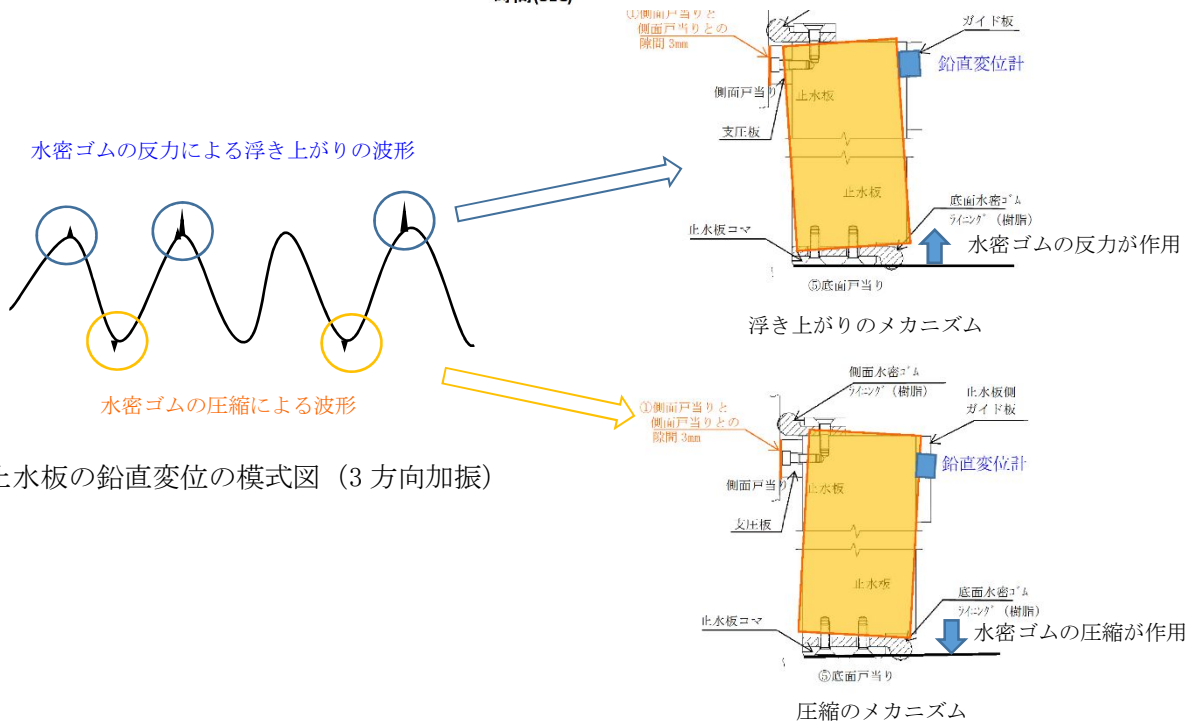 ①側面戸当りと
側面戸当りとの
隙間 3mm
ガイド板
鉛直変位計
側面戸当り
止水板
支圧板
止水板
底面水密ｺﾞﾑ
ﾗｲﾆﾝｸﾞ（樹脂）
止水板コマ
水密ゴムの反力が作用
⑤底面戸当り
浮き上がりのメカニズム
水密ゴムの反力による浮き上がりの波形
水密ゴムの圧縮による波形
止水板の鉛直変位の模式図（3 方向加振）
側面水密ｺﾞﾑ
ﾗｲﾆﾝｸﾞ（樹脂）
止水板側
ガイド板
①側面戸当りと
側面戸当りとの
隙間 3mm
鉛直変位計
側面戸当り
止水板
支圧板
止水板
底面水密ｺﾞﾑ
ﾗｲﾆﾝｸﾞ（樹脂）
止水板コマ
水密ゴムの圧縮が作用
⑤底面戸当り
圧縮のメカニズム